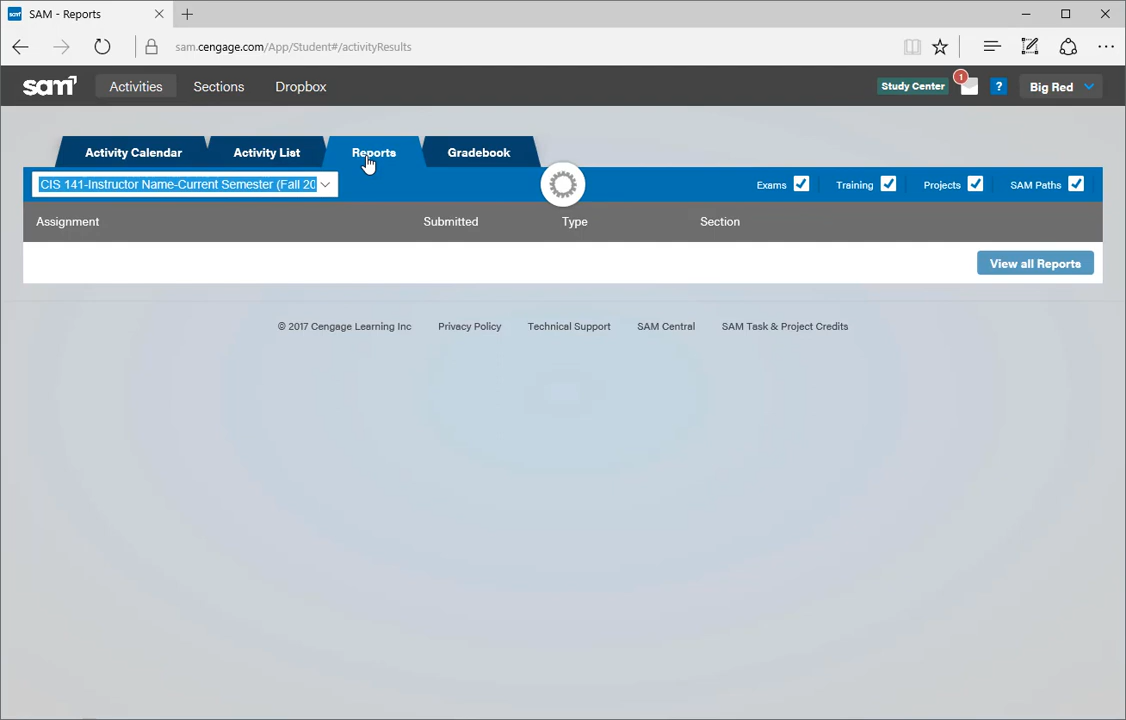 SAM - Reports
sam.cengage.com/App/Student#/activityResults
sam
Activities
Sections
Dropbox
Study Center
1
?
Big Red
Activity Calendar
Activity List
Reports
Gradebook
CIS 141-Instructor Name-Current Semester (Fall 20
Exams
Training
Projects
SAM Paths
Assignment
Submitted
Type
Section
View all Reports
© 2017 Cengage Learning Inc
Privacy Policy
Technical Support
SAM Central
SAM Task & Project Credits